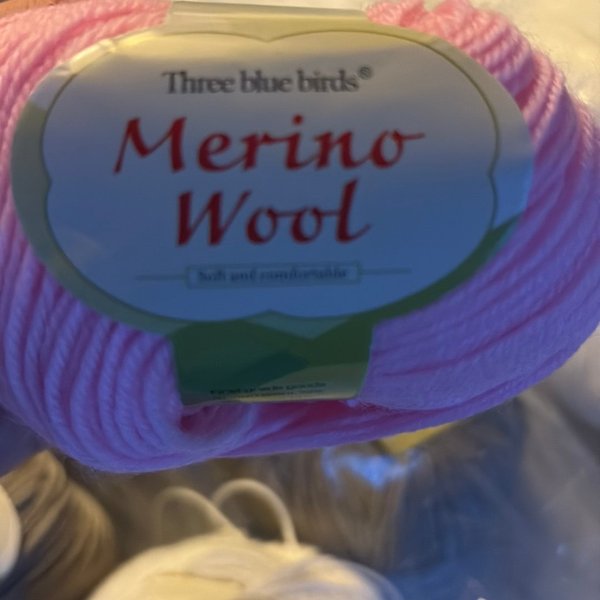 Three blue birds®
Merino
Wool
Soft and comfortable